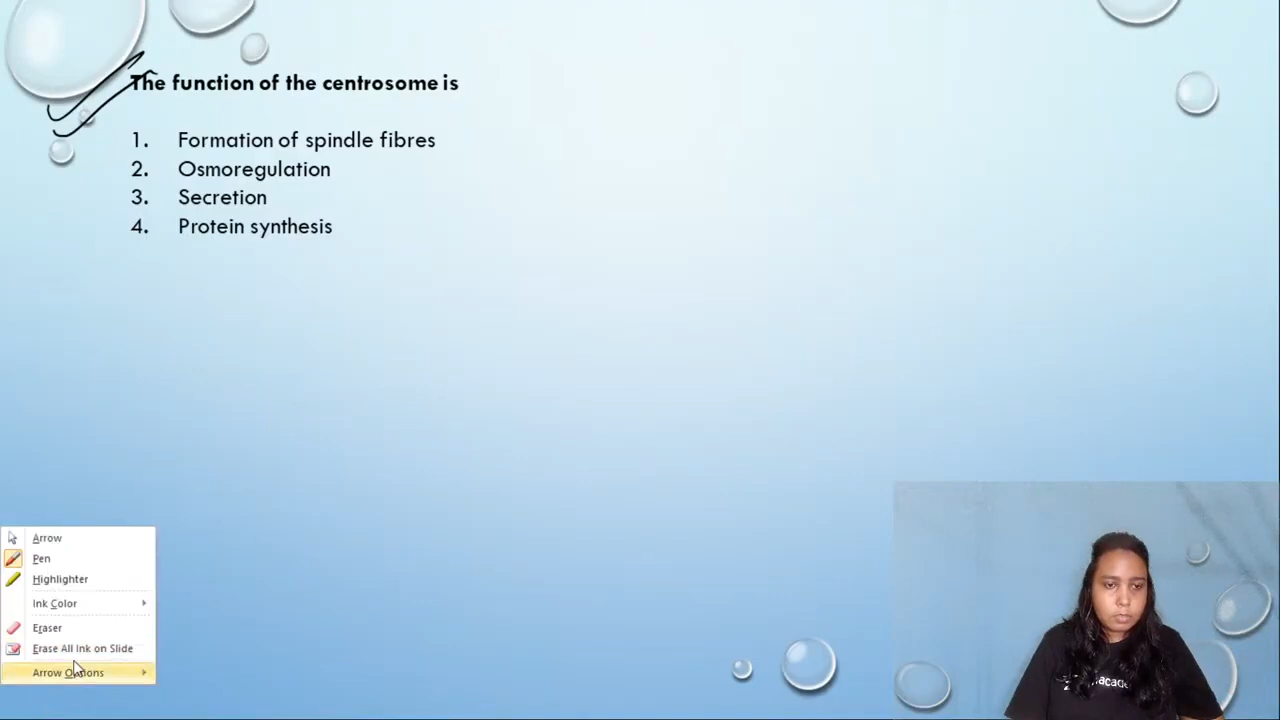 The function of the centrosome is
1. Formation of spindle fibres
2. Osmoregulation
3. Secretion
4. Protein synthesis
Arrow
Pen
Highlighter
Ink Color
Eraser
Erase All Ink on Slide
Arrow Options